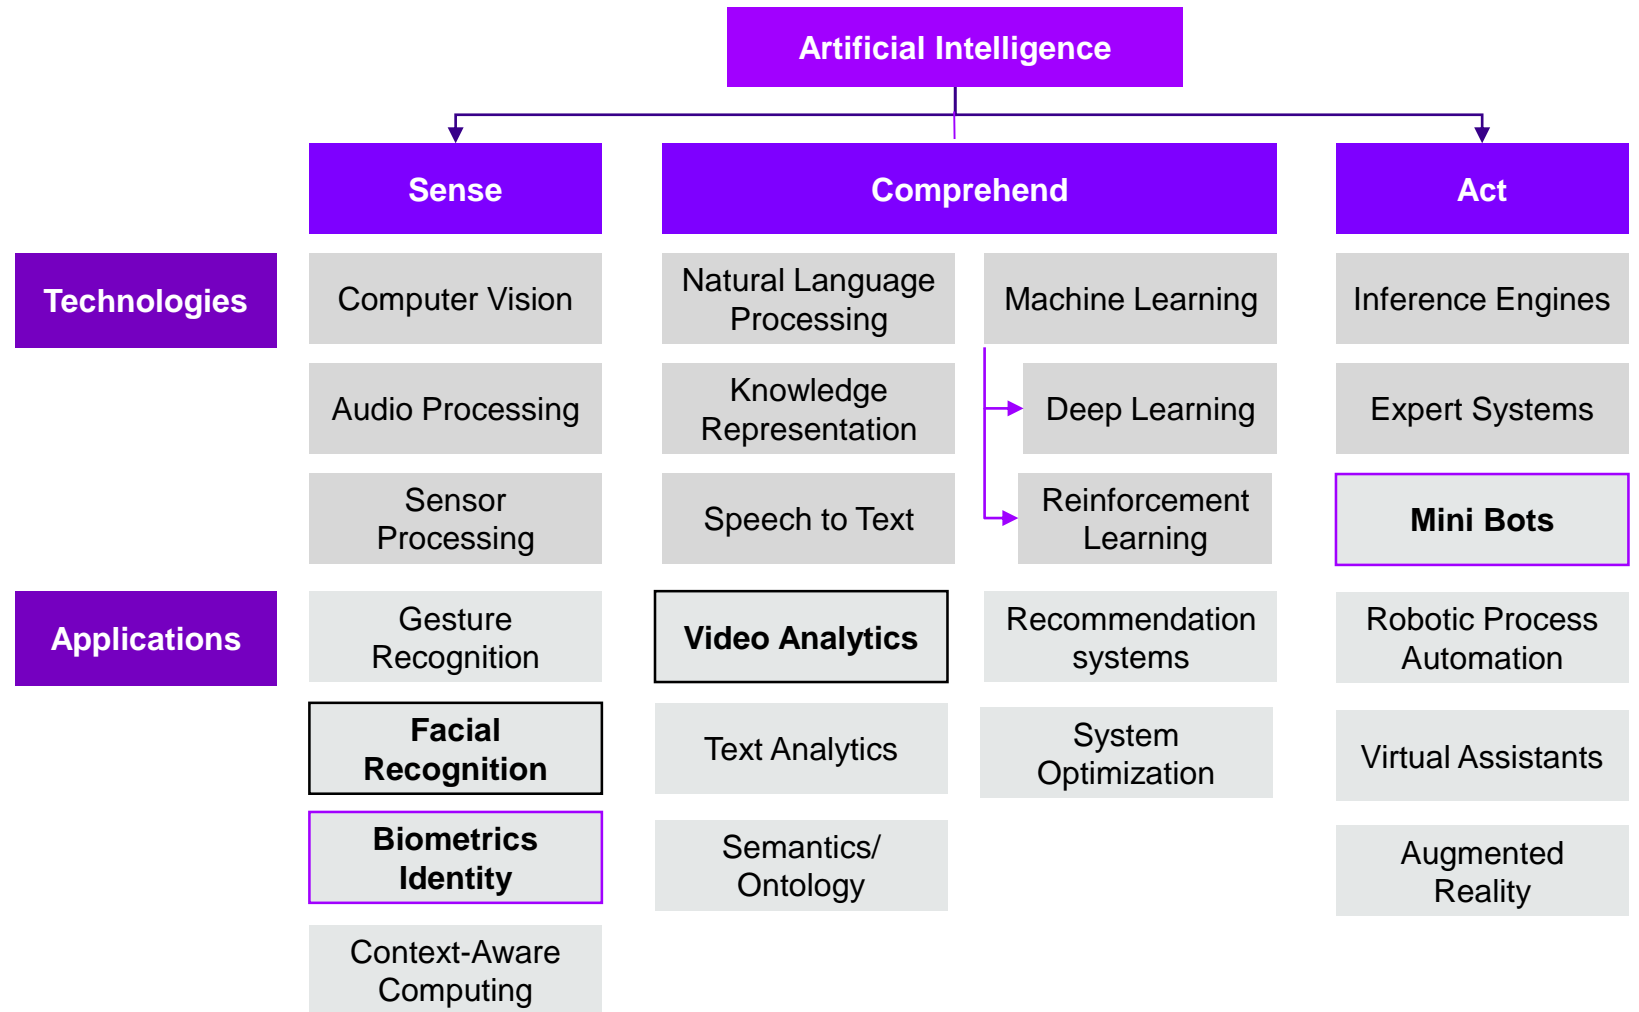 Artificial Intelligence
Sense
Comprehend
Act
Technologies
Computer Vision
Natural Language
Processing
Machine Learning
Inference Engines
Audio Processing
Knowledge
Representation
Deep Learning
Expert Systems
Sensor
Processing
Speech to Text
Reinforcement
Learning
Mini Bots
Applications
Gesture
Recognition
Video Analytics
Recommendation
systems
Robotic Process
Automation
Facial
Recognition
Text Analytics
System
Optimization
Virtual Assistants
Biometrics
Identity
Semantics/
Ontology
Augmented
Reality
Context-Aware
Computing